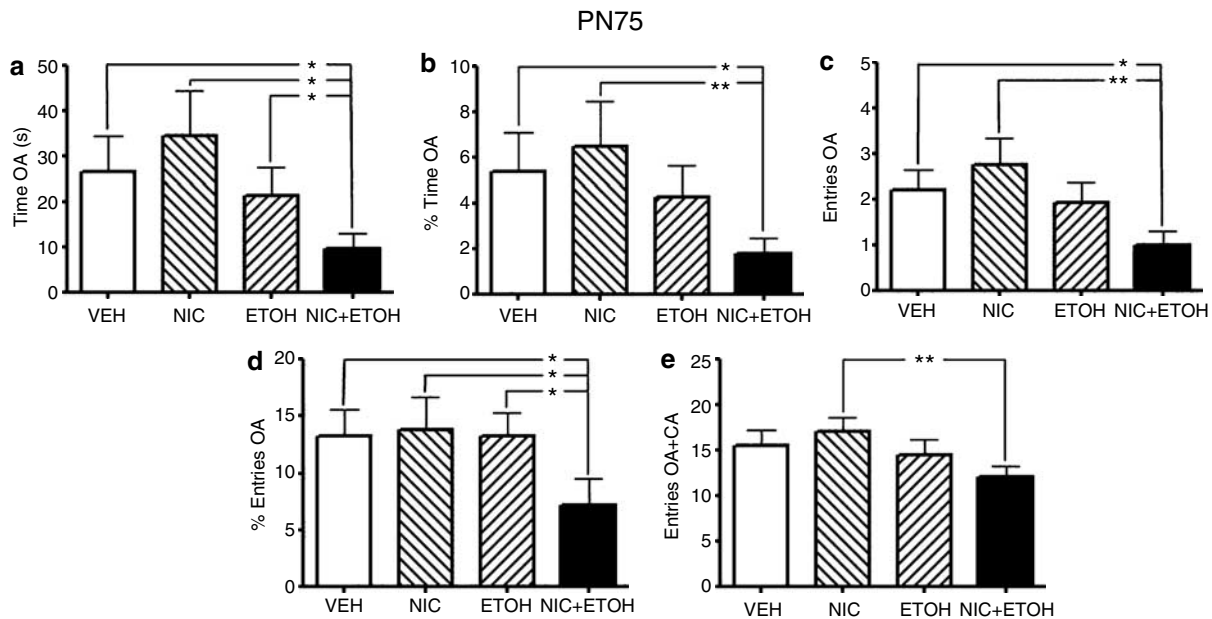 PN75
a
Time OA (s)
50
40
30
20
10
0
*
*
*
VEH NIC ETOH NIC+ETOH
b
% Time OA
10
8
6
4
2
0
*
**
VEH NIC ETOH NIC+ETOH
c
Entries OA
5
4
3
2
1
0
*
**
VEH NIC ETOH NIC+ETOH
d
% Entries OA
20
15
10
5
0
*
*
*
VEH NIC ETOH NIC+ETOH
e
Entries OA+CA
25
20
15
10
5
0
**
VEH NIC ETOH NIC+ETOH